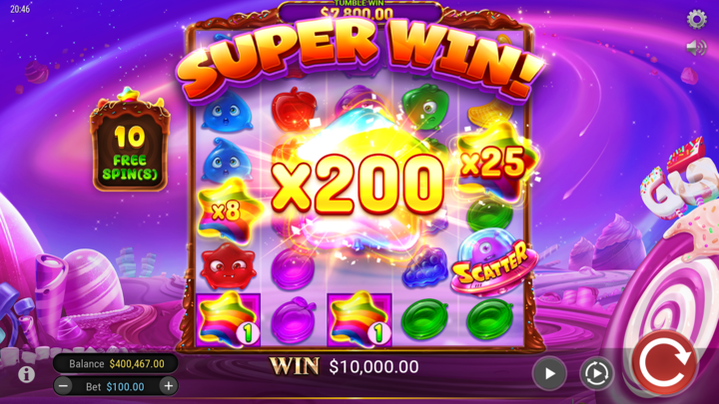 20:46
TUMBLE WIN
$7,800.00
SUPER WIN!
10
FREE
SPIN(S)
x200
x25
x8
SCATTER
1
1
Balance $400,467.00
Bet $100.00
WIN $10,000.00